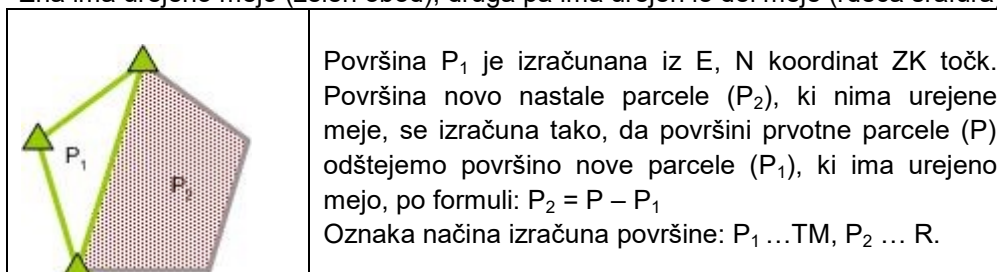 Površina P₁ je izračunana iz E, N koordinat ZK točk.
Površina novo nastale parcele (P₂), ki nima urejene
meje, se izračuna tako, da površini prvotne parcele (P)
odštejemo površino nove parcele (P₁), ki ima urejeno
mejo, po formuli: P₂ = P – P₁
Oznaka načina izračuna površine: P₁ …TM, P₂ … R.
P₁
P₂